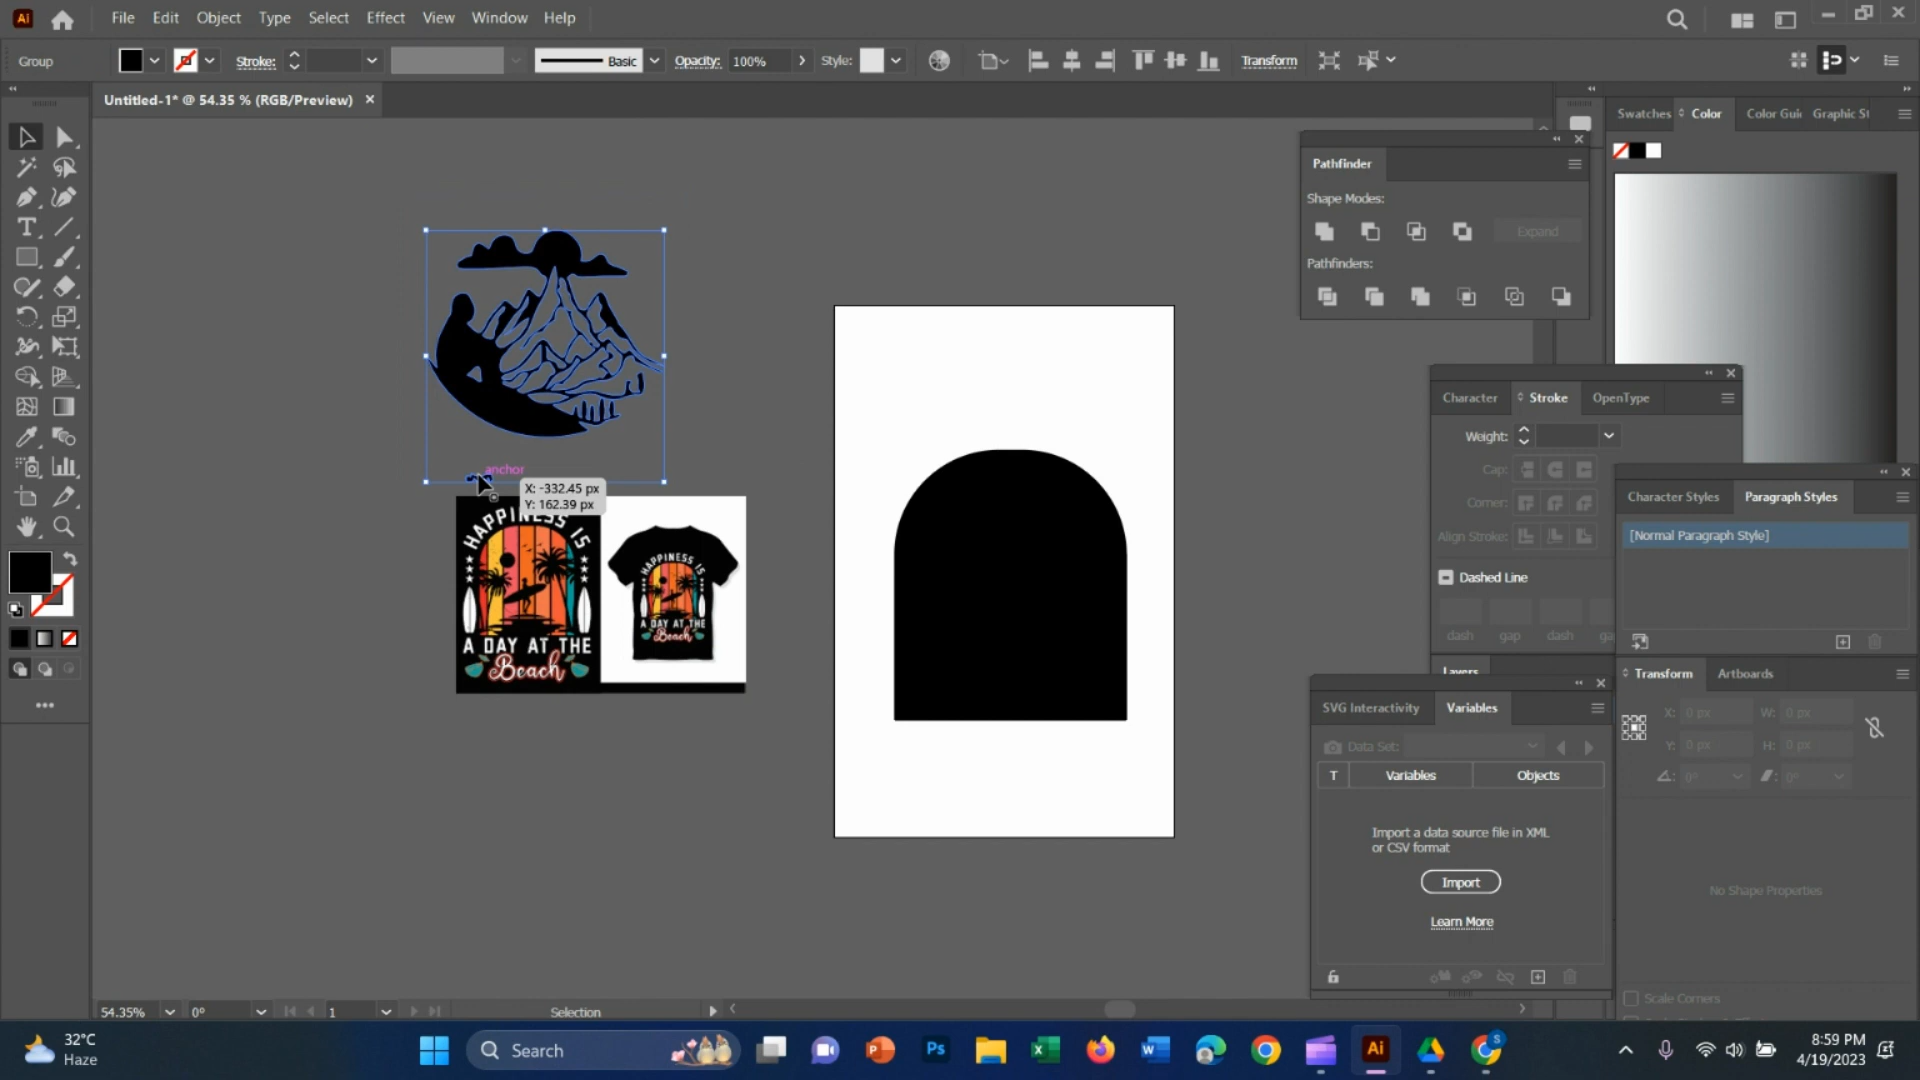 Ai
File Edit Object Type Select Effect View Window Help
Group
Stroke:
Basic
Opacity: 100%
Style:
Transform
Untitled-1* @ 54.35 % (RGB/Preview) ×
Swatches Color Color Gui Graphic St
Pathfinder
Shape Modes:
Expand
Pathfinders:
Character Stroke OpenType
Weight:
Cap:
Corner:
Align Stroke:
Dashed Line
dash gap dash ga
Layers
Character Styles Paragraph Styles
[Normal Paragraph Style]
Transform Artboards
X: 0 px W: 0 px
Y: 0 px H: 0 px
0° 0°
No Shape Properties
Scale Corners
SVG Interactivity Variables
Data Set:
T Variables Objects
Import a data source file in XML
or CSV format
Import
Learn More
anchor
X: -332.45 px
Y: 162.39 px
HAPPINESS IS
A DAY AT THE
Beach
HAPPINESS IS
A DAY AT THE
Beach
T
54.35% 0° 1 Selection
32°C
Haze
Search
Ps
Ai
S
8:59 PM
4/19/2023